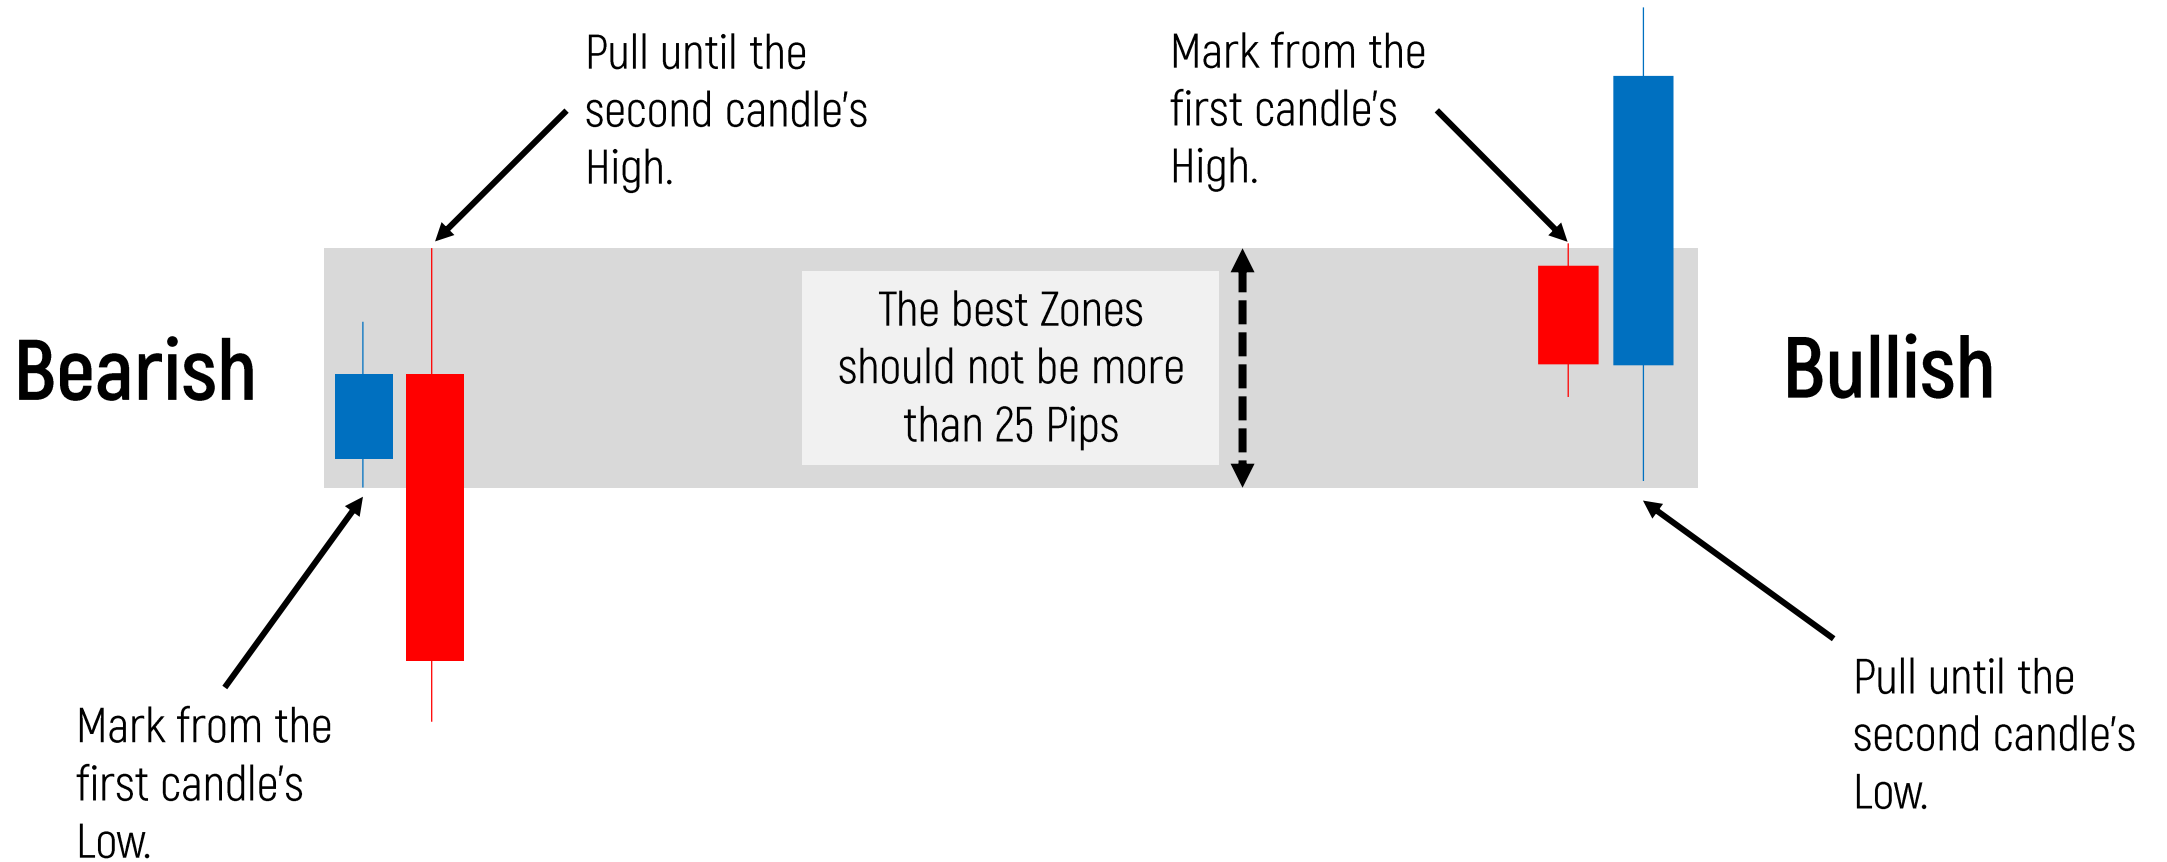 Pull until the
second candle's
High.
Mark from the
first candle's
High.
Bearish
The best Zones
should not be more
than 25 Pips
Bullish
Mark from the
first candle's
Low.
Pull until the
second candle's
Low.